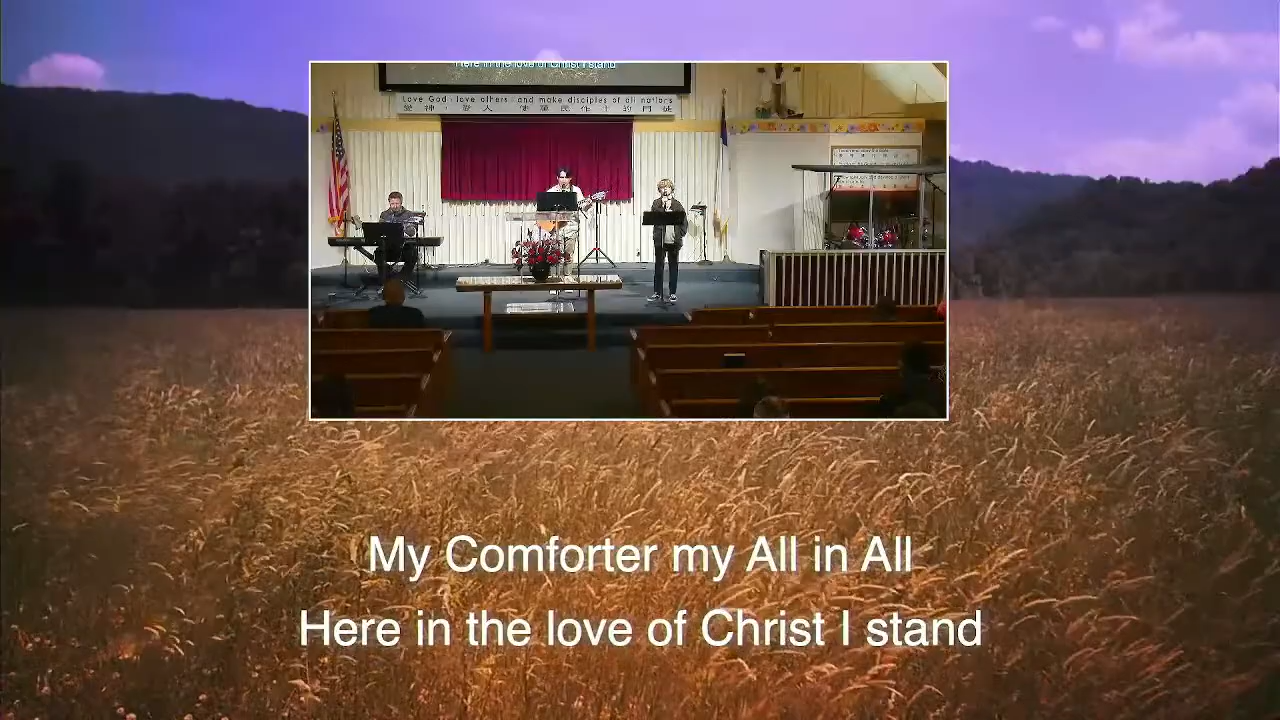 Here in the love of Christ I stand
Love God · love others · and make disciples of all nations
My Comforter my All in All
Here in the love of Christ I stand